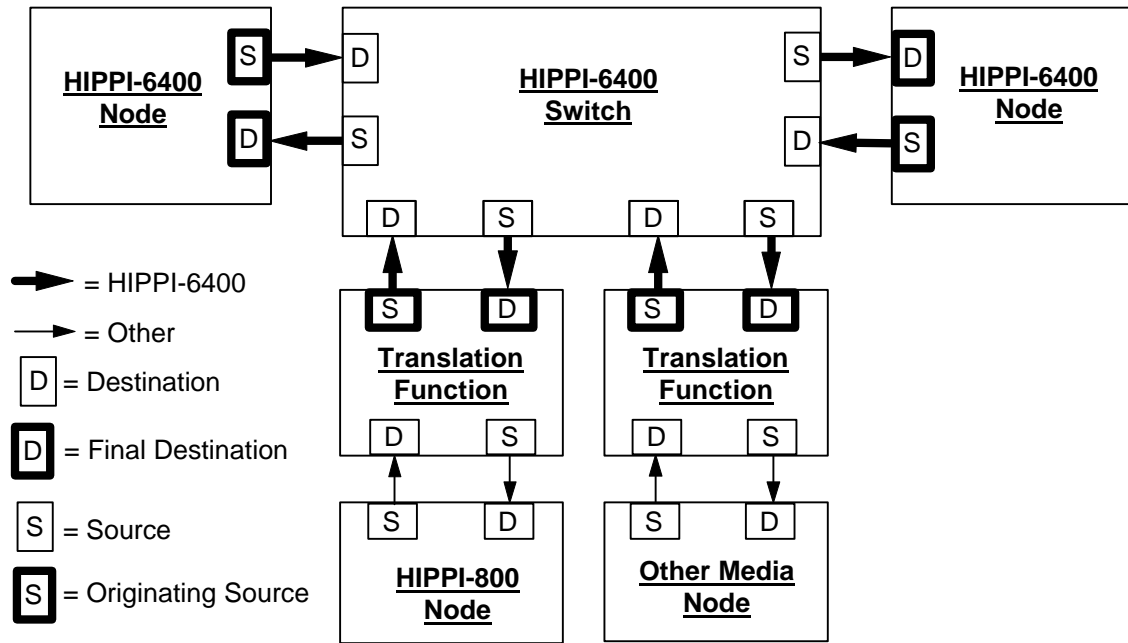 S
D
HIPPI-6400
Node
D
S
D
S
HIPPI-6400
Switch
S
D
D
S
D
S
D
S
HIPPI-6400
Node
= HIPPI-6400
= Other
D = Destination
D = Final Destination
S = Source
S = Originating Source
S
D
Translation
Function
D
S
S
D
Translation
Function
D
S
S
D
HIPPI-800
Node
S
D
Other Media
Node